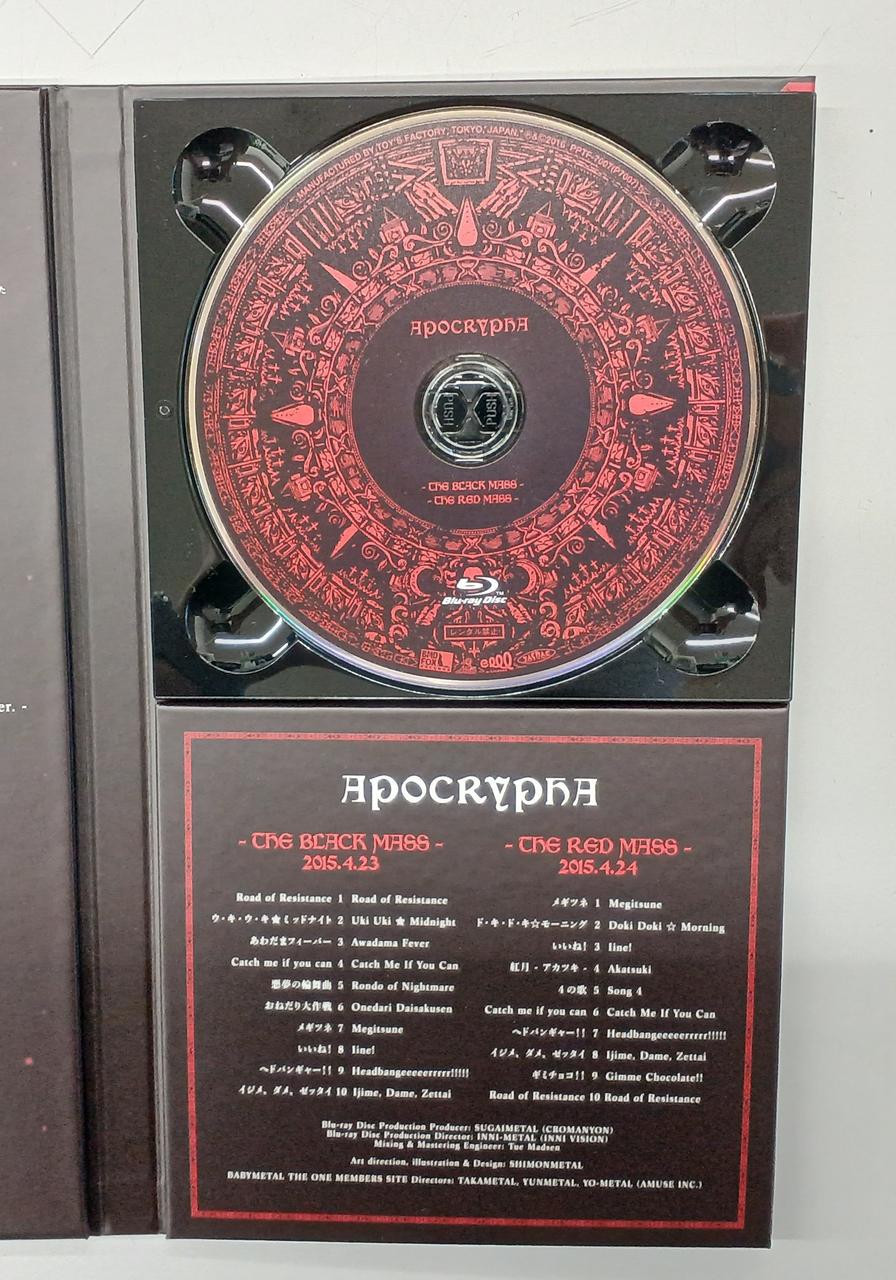 MANUFACTURED BY TOY'S FACTORY, TOKYO, JAPAN. ℗&©2016 PPTF-7007(P7007)
APOCRYPHA
PUSH PUSH
- THE BLACK MASS -
- THE RED MASS -
Blu-ray Disc™
レンタル禁止
BMD
FOX
た
er. -
APOCRYPHA
- THE BLACK MASS -
2015.4.23
Road of Resistance 1 Road of Resistance
ウ・キ・ウ・キ★ミッドナイト 2 Uki Uki ★ Midnight
あわだまフィーバー 3 Awadama Fever
Catch me if you can 4 Catch Me If You Can
悪夢の輪舞曲 5 Rondo of Nightmare
おねだり大作戦 6 Onedari Daisakusen
メギツネ 7 Megitsune
いいね! 8 Iine!
ヘドバンギャー!! 9 Headbangeeeeerrrrr!!!!!
イジメ、ダメ、ゼッタイ 10 Ijime, Dame, Zettai
- THE RED MASS -
2015.4.24
メギツネ 1 Megitsune
ド・キ・ド・キ☆モーニング 2 Doki Doki ☆ Morning
いいね! 3 Iine!
紅月 - アカツキ - 4 Akatsuki
4の歌 5 Song 4
Catch me if you can 6 Catch Me If You Can
ヘドバンギャー!! 7 Headbangeeeeerrrrr!!!!!
イジメ、ダメ、ゼッタイ 8 Ijime, Dame, Zettai
ギミチョコ!! 9 Gimme Chocolate!!
Road of Resistance 10 Road of Resistance
Blu-ray Disc Production Producer: SUGAIMETAL (CROMANYON)
Blu-ray Disc Production Director: INNI-METAL (INNI VISION)
Mixing & Mastering Engineer: Tue Madsen
Art direction, illustration & Design: SHIMONMETAL
BABYMETAL THE ONE MEMBERS SITE Directors: TAKAMETAL, YUNMETAL, YO-METAL (AMUSE INC.)